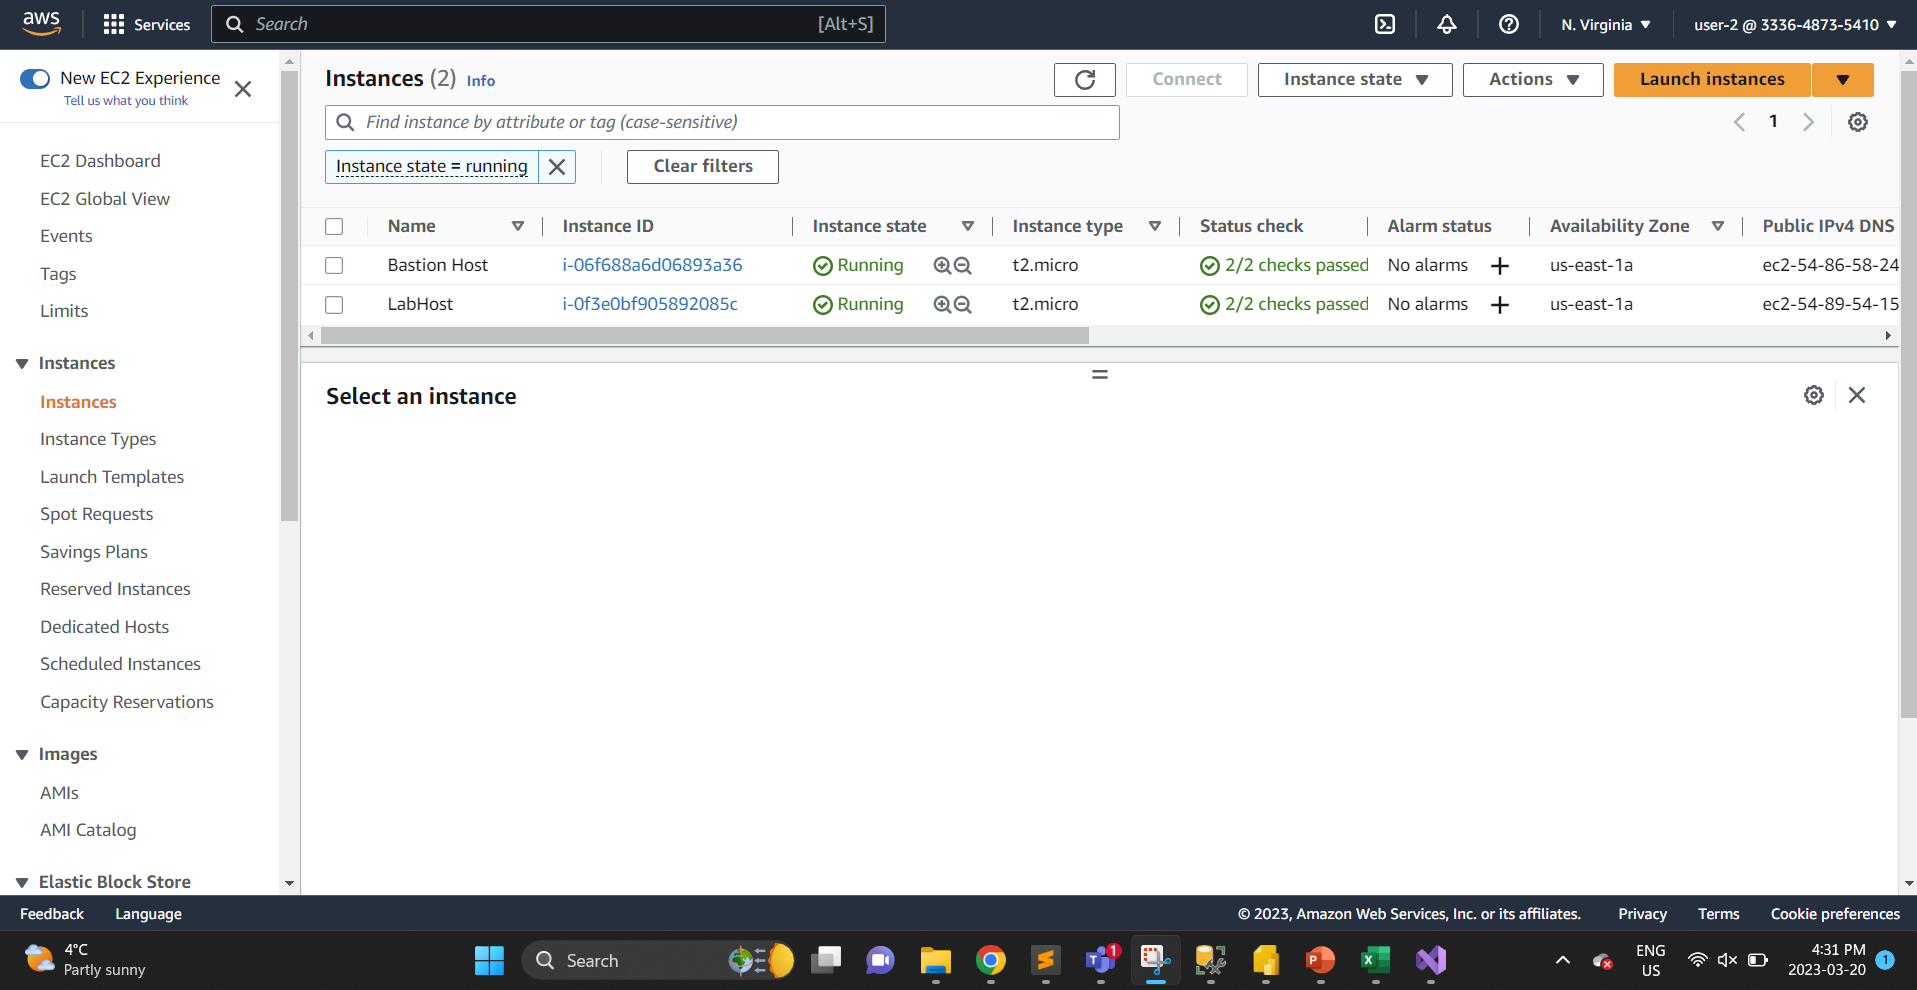 aws
Services
Search [Alt+S]
N. Virginia
user-2 @ 3336-4873-5410
New EC2 Experience
Tell us what you think
EC2 Dashboard
EC2 Global View
Events
Tags
Limits
Instances
Instances
Instance Types
Launch Templates
Spot Requests
Savings Plans
Reserved Instances
Dedicated Hosts
Scheduled Instances
Capacity Reservations
Images
AMIs
AMI Catalog
Elastic Block Store
Instances (2) Info
Connect
Instance state
Actions
Launch instances
Find instance by attribute or tag (case-sensitive)
1
Instance state = running
Clear filters
Name Instance ID Instance state Instance type Status check Alarm status Availability Zone Public IPv4 DNS
Bastion Host i-06f688a6d06893a36 Running t2.micro 2/2 checks passed No alarms + us-east-1a ec2-54-86-58-24
LabHost i-0f3e0bf905892085c Running t2.micro 2/2 checks passed No alarms + us-east-1a ec2-54-89-54-15
Select an instance
Feedback Language © 2023, Amazon Web Services, Inc. or its affiliates. Privacy Terms Cookie preferences
4°C
Partly sunny
Search
1
ENG
US
4:31 PM
2023-03-20
1